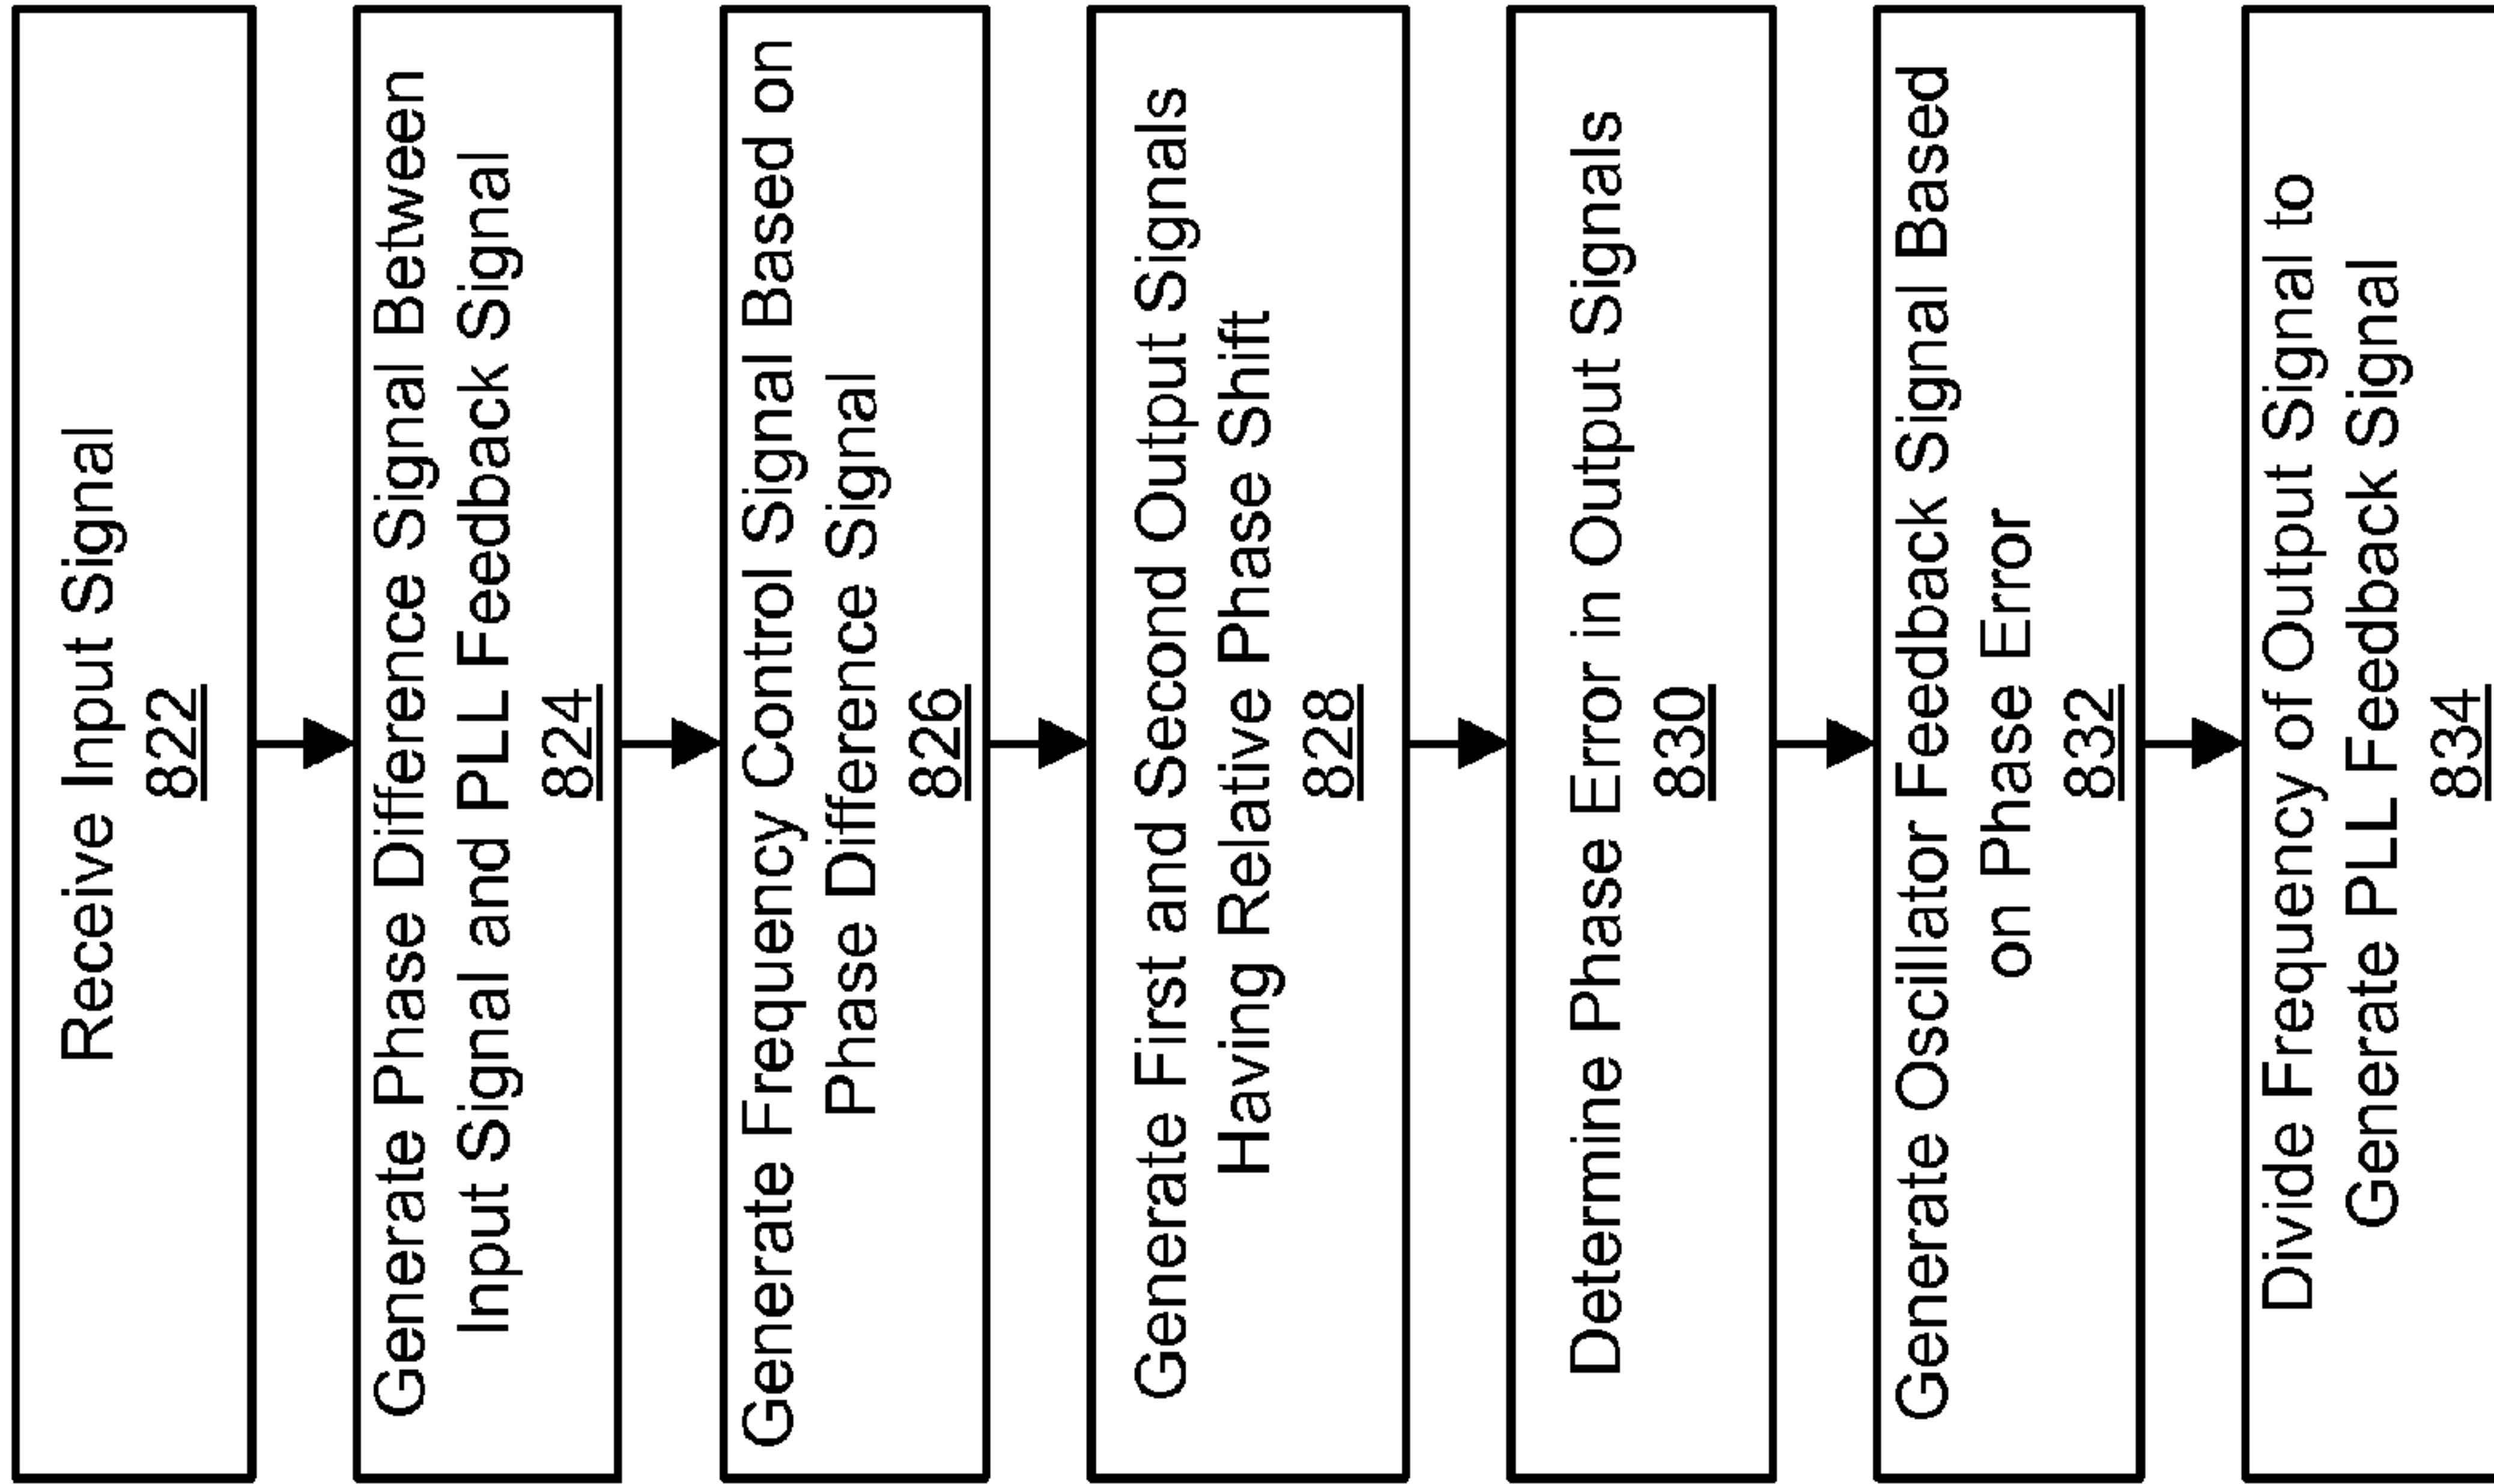 Receive Input Signal
822
Generate Phase Difference Signal Between
Input Signal and PLL Feedback Signal
824
Generate Frequency Control Signal Based on
Phase Difference Signal
826
Generate First and Second Output Signals
Having Relative Phase Shift
828
Determine Phase Error in Output Signals
830
Generate Oscillator Feedback Signal Based
on Phase Error
832
Divide Frequency of Output Signal to
Generate PLL Feedback Signal
834